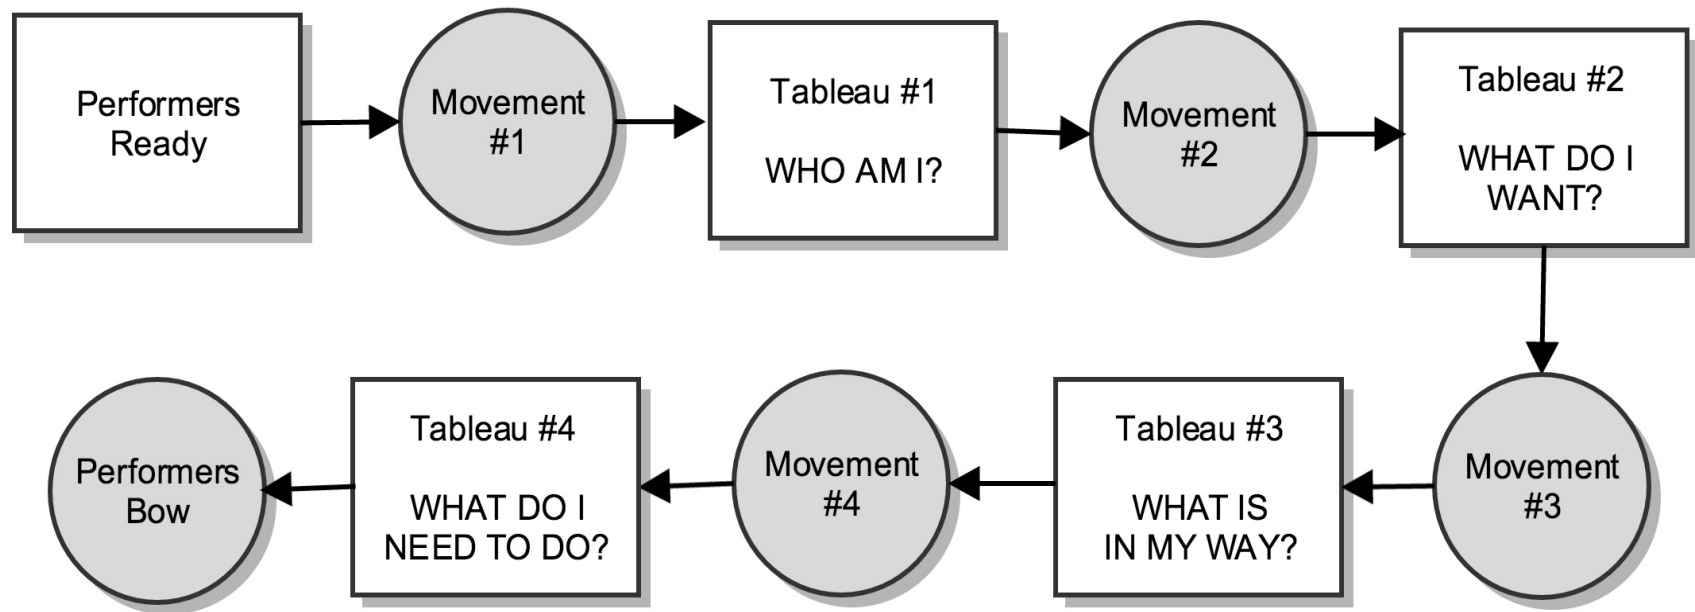 Performers
Ready
Movement
#1
Tableau #1
WHO AM I?
Movement
#2
Tableau #2
WHAT DO I
WANT?
Movement
#3
Tableau #3
WHAT IS
IN MY WAY?
Movement
#4
Tableau #4
WHAT DO I
NEED TO DO?
Performers
Bow